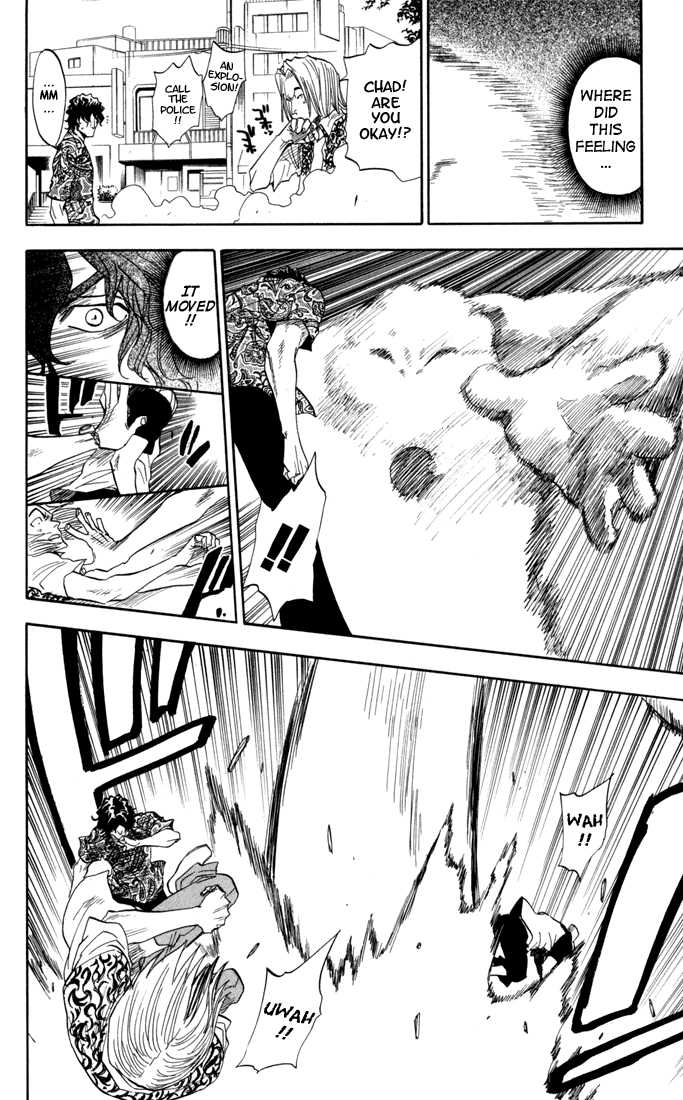 WHERE
DID
THIS
FEELING
...
CHAD!
ARE
YOU
OKAY!?
AN
EXPLO-
SION!
CALL
THE
POLICE
!!
...
MM
...
IT
MOVED
!!
!!
WAH
!!
UWAH
!!